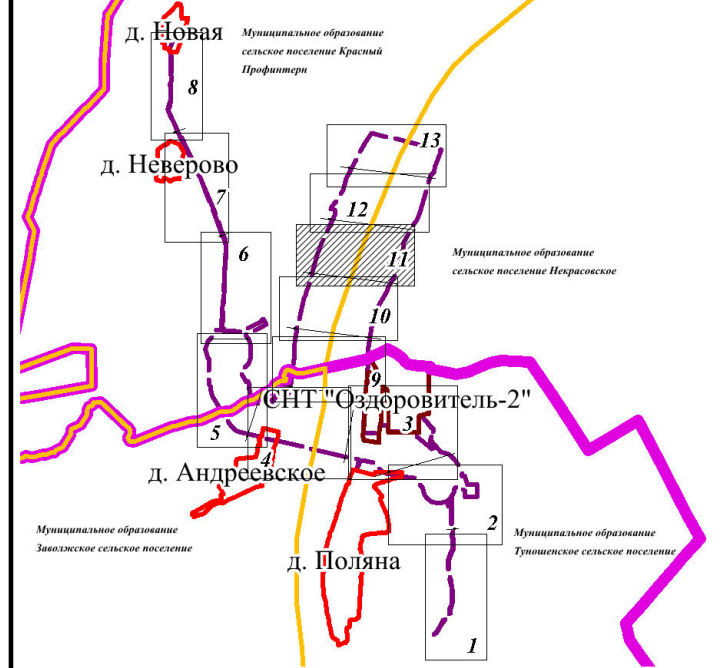 д. Новая
Муниципальное образование
сельское поселение Красный
Профинтерн
8
13
д. Неверово
7
12
6
11
Муниципальное образование
сельское поселение Некрасовское
10
9
СНТ "Оздоровитель-2"
3
5
4
д. Андреевское
2
Муниципальное образование
Заволжское сельское поселение
Муниципальное образование
Тупошенское сельское поселение
д. Поляна
1